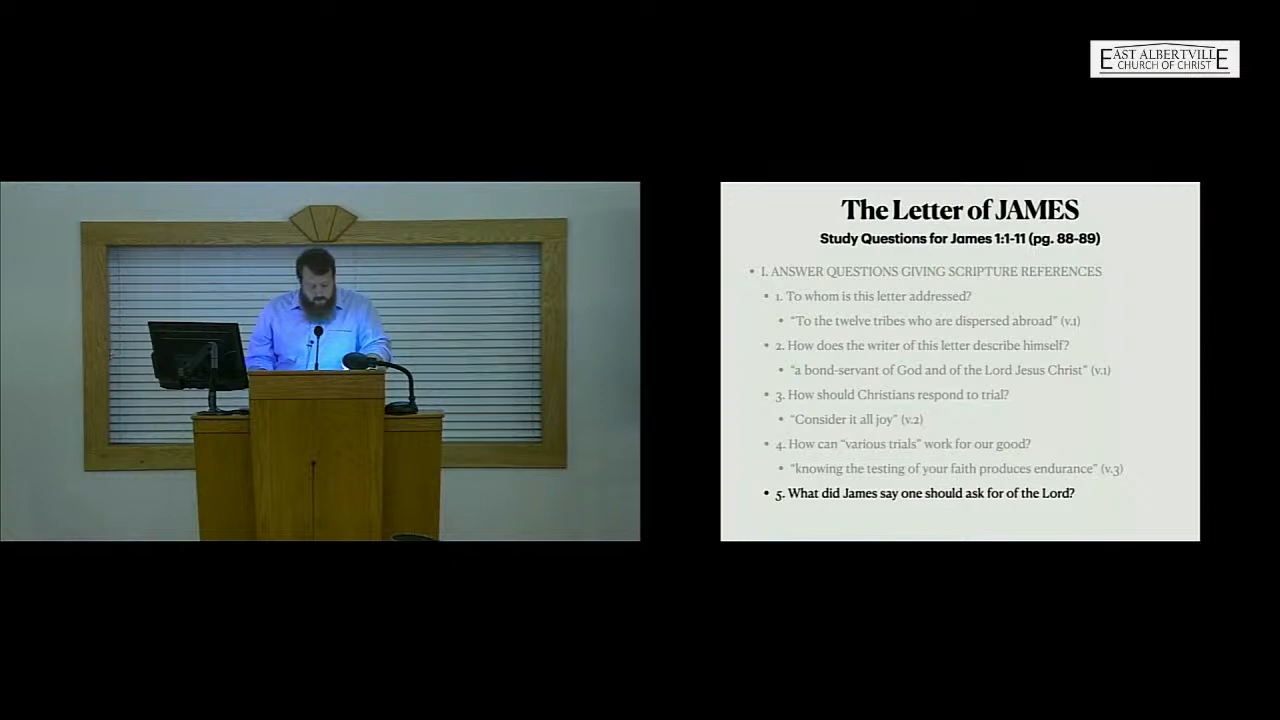 EAST ALBERTVILLE
CHURCH OF CHRIST
The Letter of JAMES
Study Questions for James 1:1-11 (pg. 88-89)
• I. ANSWER QUESTIONS GIVING SCRIPTURE REFERENCES
• 1. To whom is this letter addressed?
• “To the twelve tribes who are dispersed abroad” (v.1)
• 2. How does the writer of this letter describe himself?
• “a bond-servant of God and of the Lord Jesus Christ” (v.1)
• 3. How should Christians respond to trial?
• “Consider it all joy” (v.2)
• 4. How can “various trials” work for our good?
• “knowing the testing of your faith produces endurance” (v.3)
• 5. What did James say one should ask for of the Lord?